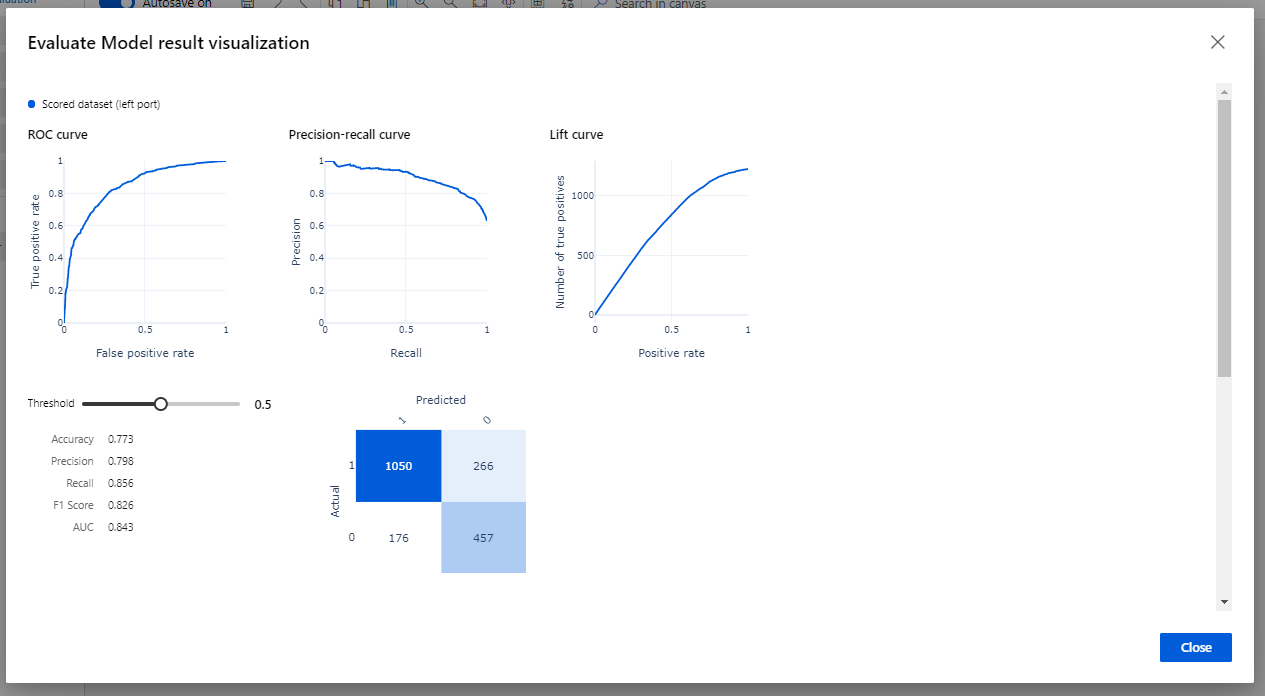 Autosave on
Search in canvas
Evaluate Model result visualization
Scored dataset (left port)
ROC curve
Precision-recall curve
Lift curve
1
0.8
0.6
0.4
0.2
0
True positive rate
0
0.5
1
False positive rate
1
0.8
0.6
0.4
0.2
0
Precision
0
0.5
1
Recall
1000
500
0
Number of true positives
0
0.5
1
Positive rate
Threshold
0.5
Accuracy 0.773
Precision 0.798
Recall 0.856
F1 Score 0.826
AUC 0.843
Predicted
1 0
Actual
1 1050 266
0 176 457
Close